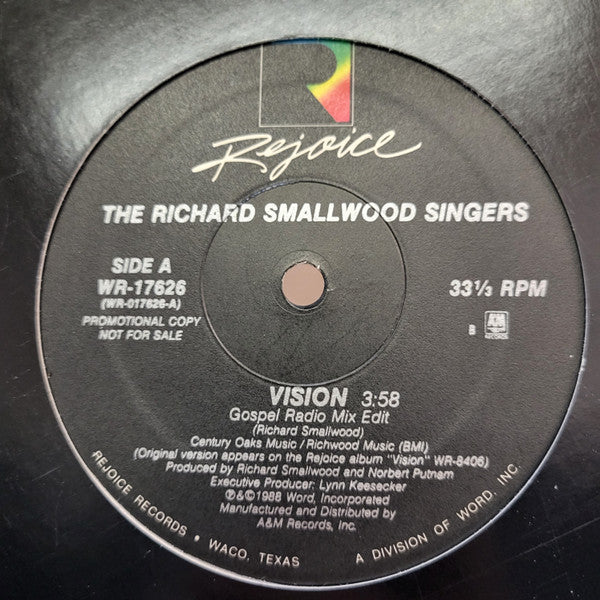 R
Rejoice
THE RICHARD SMALLWOOD SINGERS
SIDE A
WR-17626
(WR-017626-A)
PROMOTIONAL COPY
NOT FOR SALE
33⅓ RPM
B
A&M
RECORDS
VISION 3:58
Gospel Radio Mix Edit
(Richard Smallwood)
Century Oaks Music / Richwood Music (BMI)
(Original version appears on the Rejoice album "Vision" WR-8406)
Produced by Richard Smallwood and Norbert Putnam
Executive Producer: Lynn Keesecker
℗&©1988 Word, Incorporated
Manufactured and Distributed by
A&M Records, Inc.
REJOICE RECORDS • WACO, TEXAS
A DIVISION OF WORD, INC.